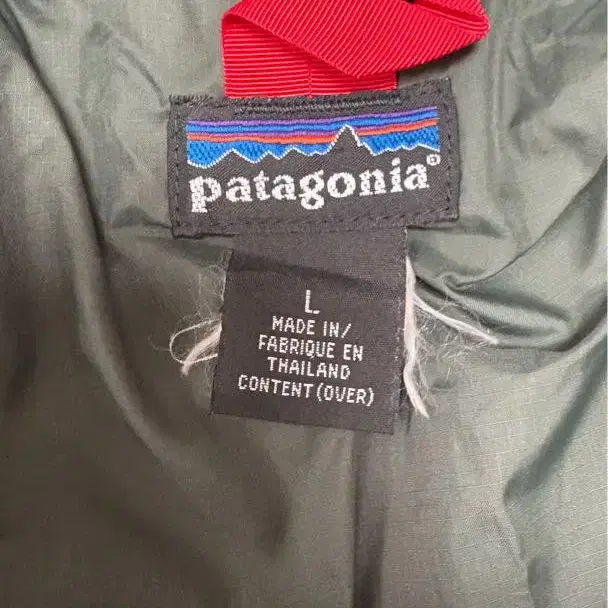 patagonia®
L
MADE IN/
FABRIQUE EN
THAILAND
CONTENT(OVER)